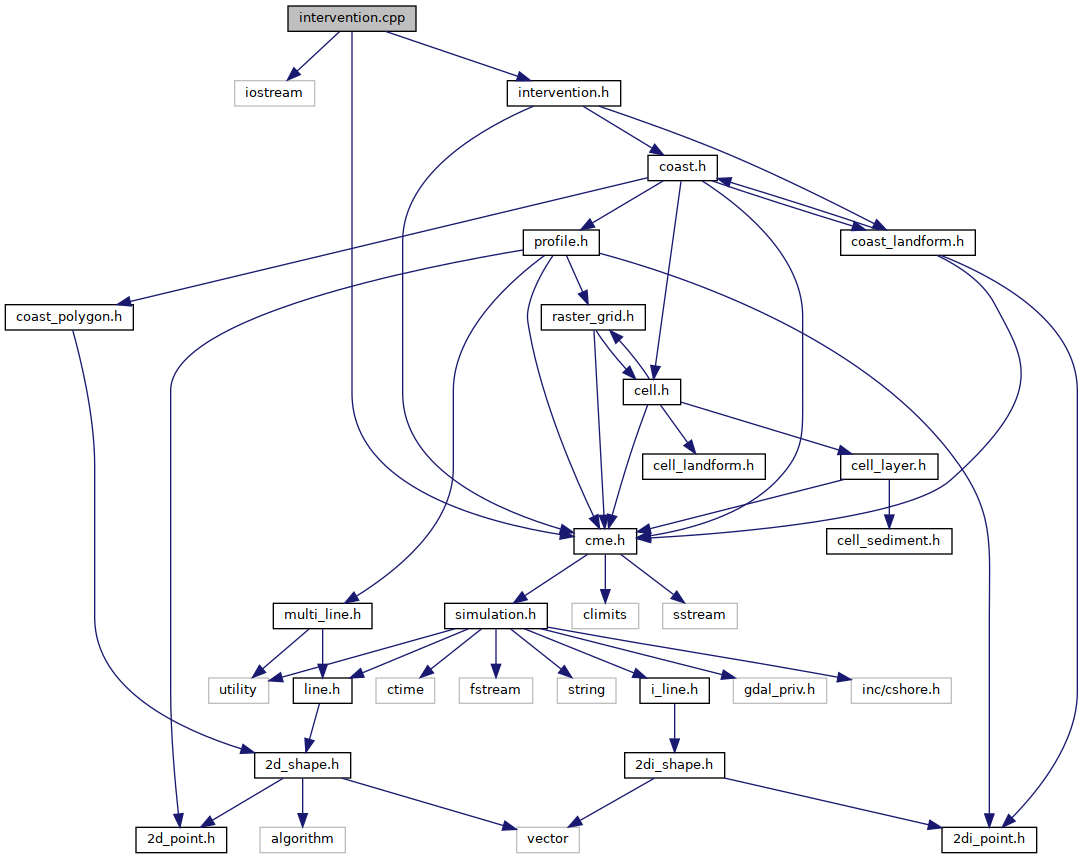 intervention.cpp
iostream
intervention.h
coast.h
profile.h
coast_landform.h
coast_polygon.h
raster_grid.h
cell.h
cell_landform.h
cell_layer.h
cme.h
cell_sediment.h
multi_line.h
simulation.h
climits
sstream
utility
line.h
ctime
fstream
string
i_line.h
gdal_priv.h
inc/cshore.h
2d_shape.h
2di_shape.h
2d_point.h
algorithm
vector
2di_point.h